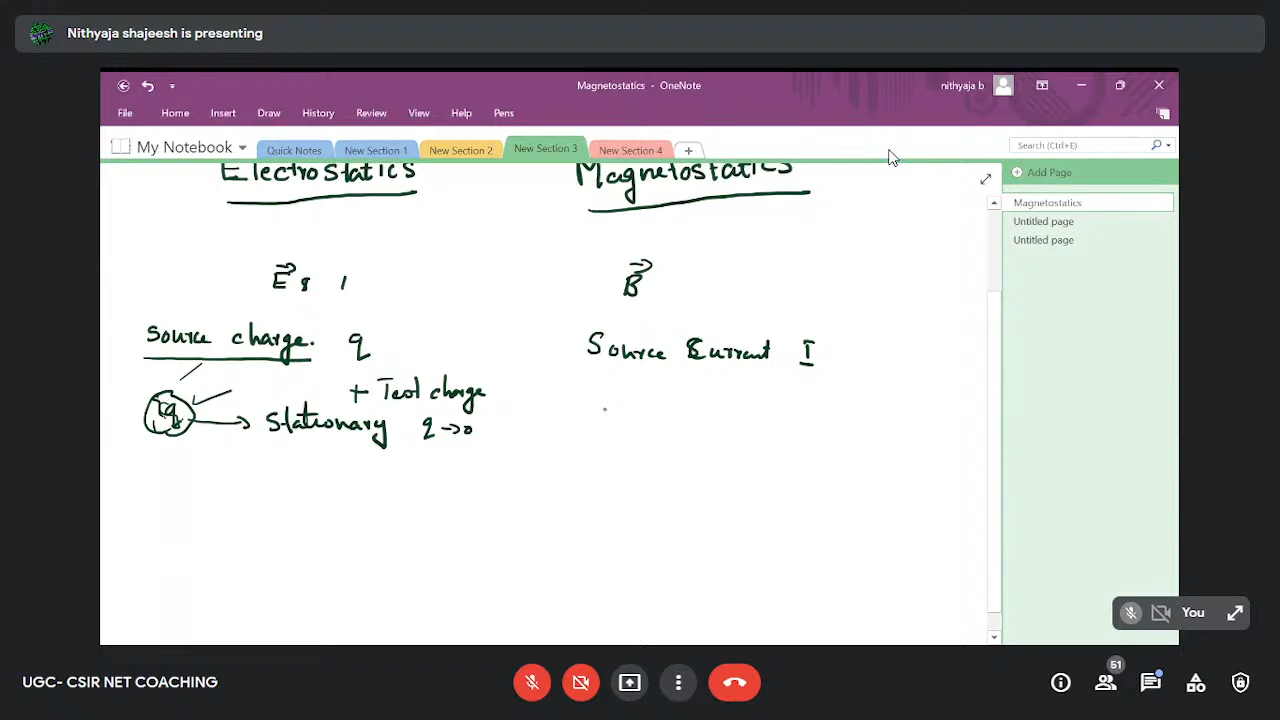 Nithyaja shajeesh is presenting
Magnetostatics - OneNote
nithyaja b
File Home Insert Draw History Review View Help Pens
My Notebook Quick Notes New Section 1 New Section 2 New Section 3 New Section 4 +
Search (Ctrl+E)
Add Page
Magnetostatics
Untitled page
Untitled page
Electrostatics Magnetostatics
E B
Source charge. q
Source Current I
+ Test charge
q → Stationary q→0
You
UGC- CSIR NET COACHING
51